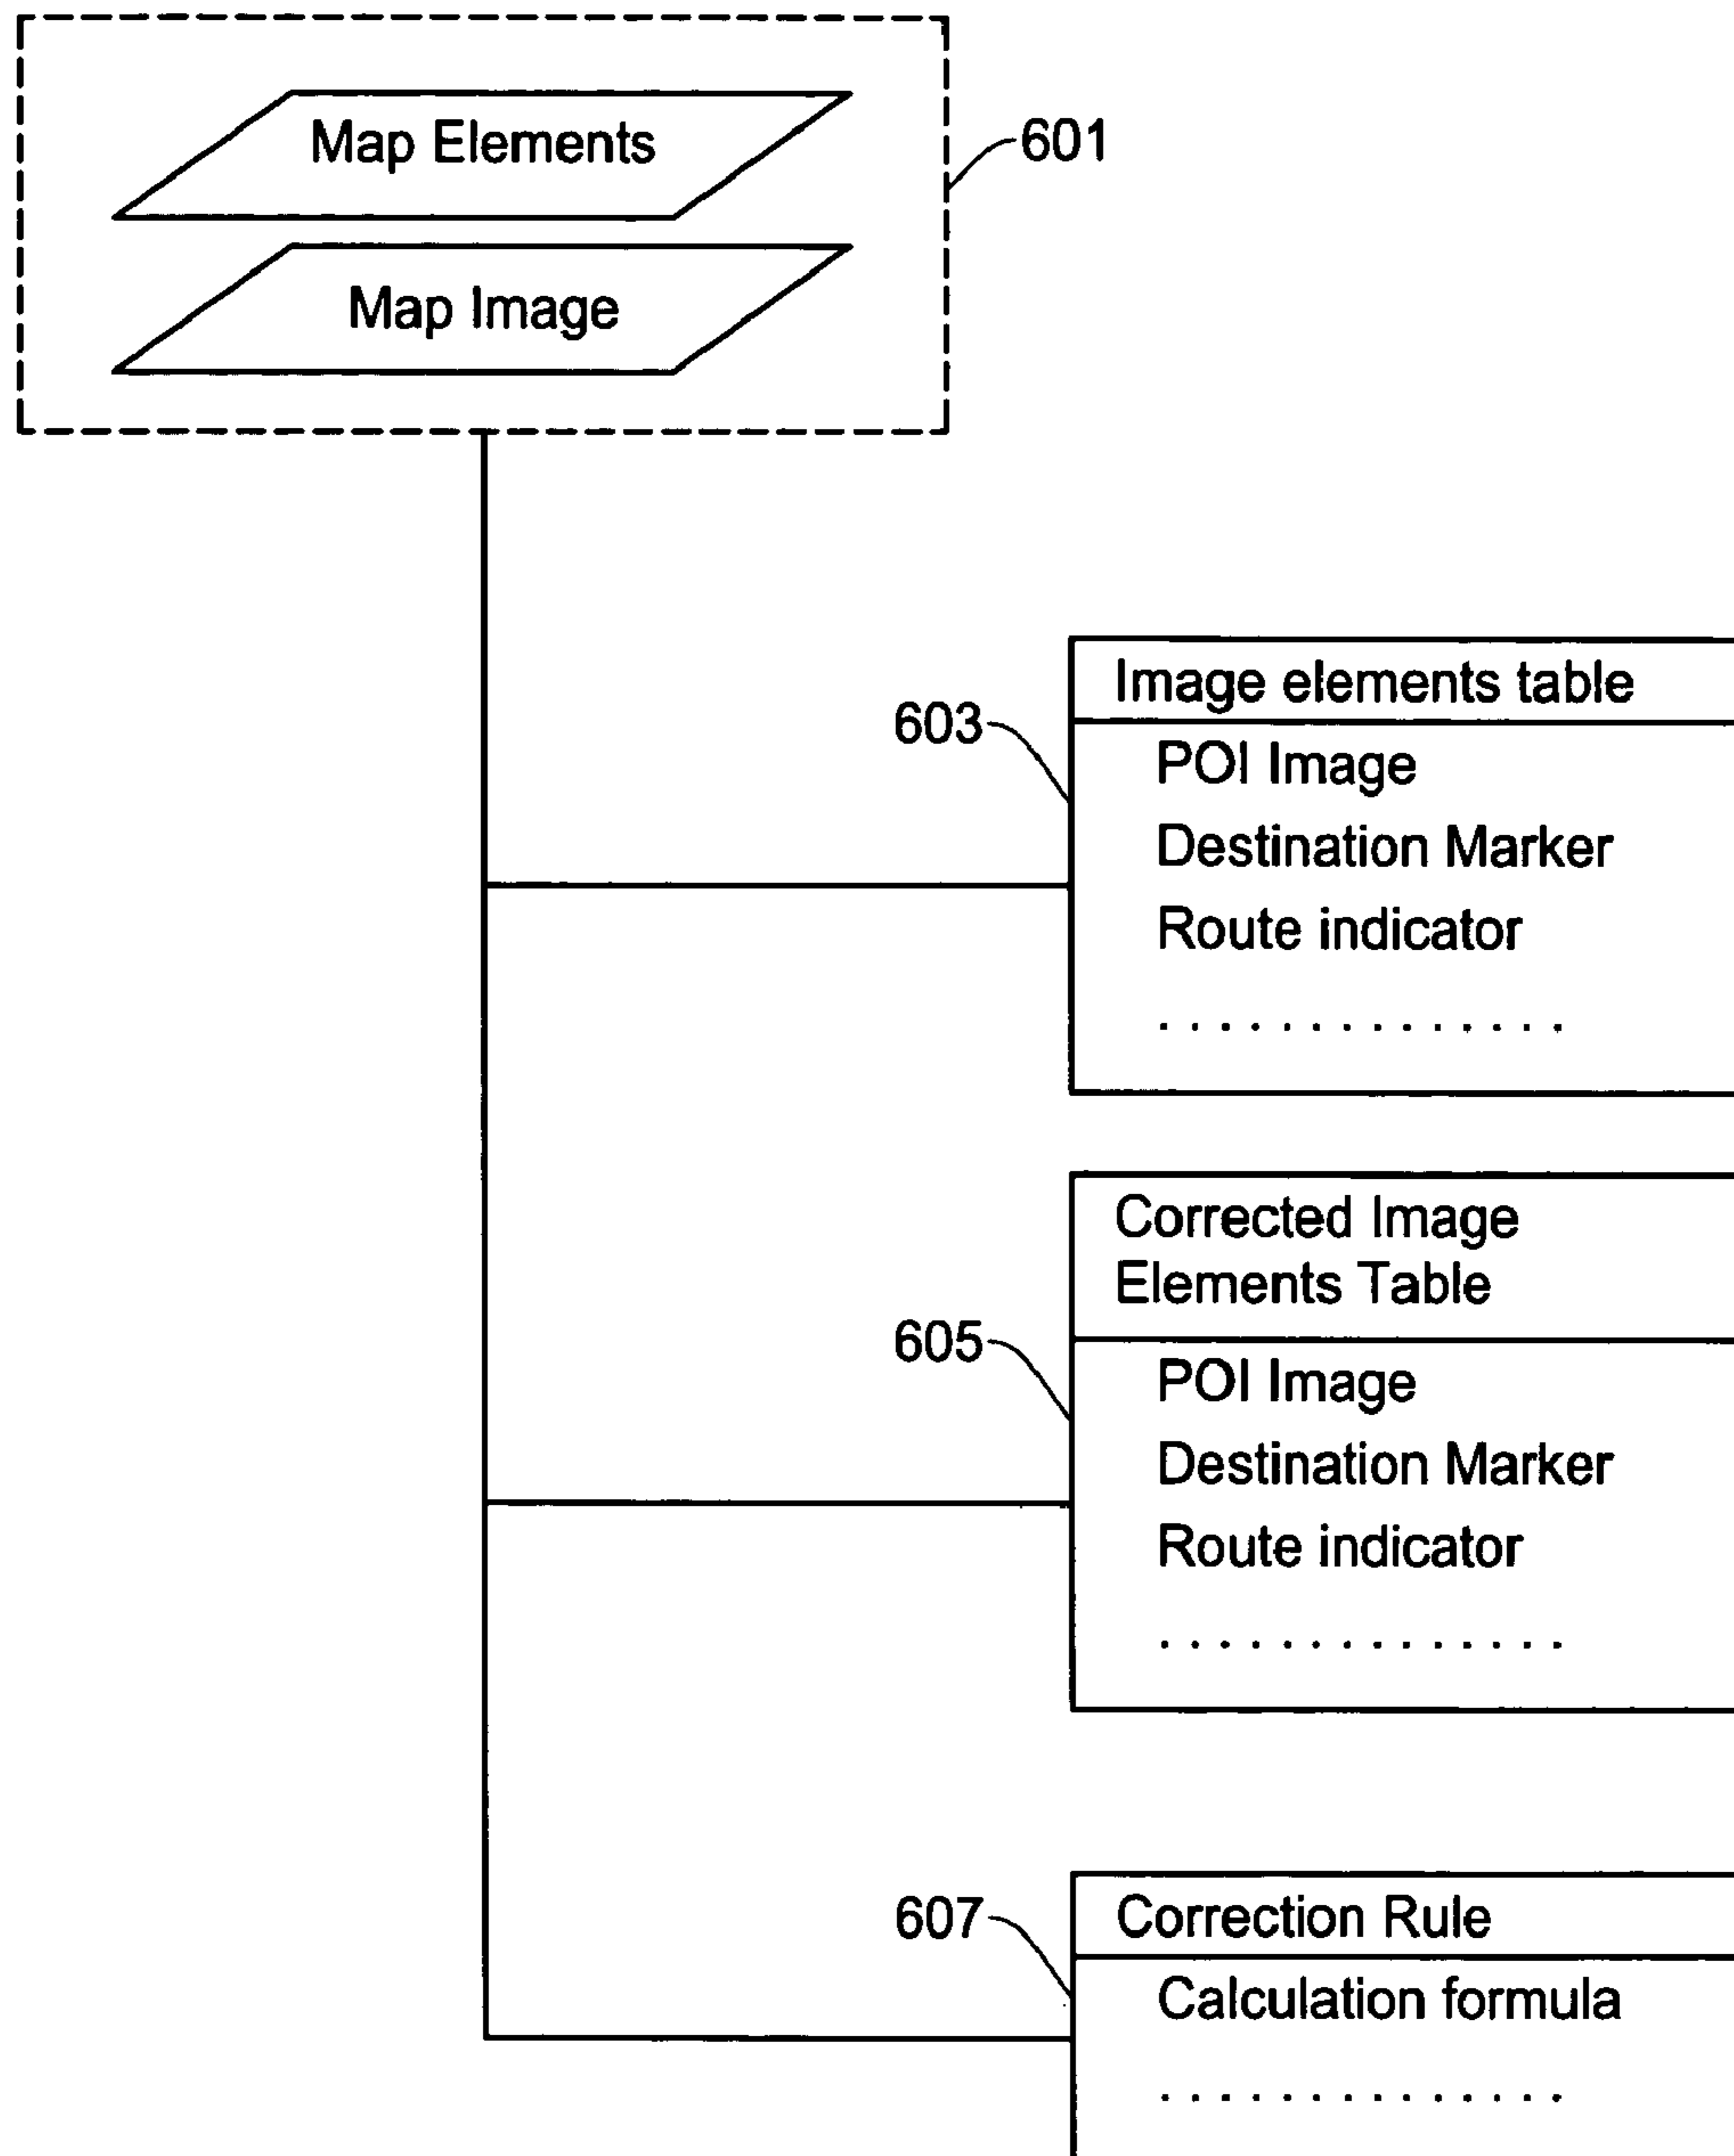 Map Elements
601
Map Image
Image elements table
603
POI Image
Destination Marker
Route indicator
. . . . . . . . . . . . . .
Corrected Image
Elements Table
605
POI Image
Destination Marker
Route indicator
. . . . . . . . . . . . . .
607
Correction Rule
Calculation formula
. . . . . . . . . . . . . .